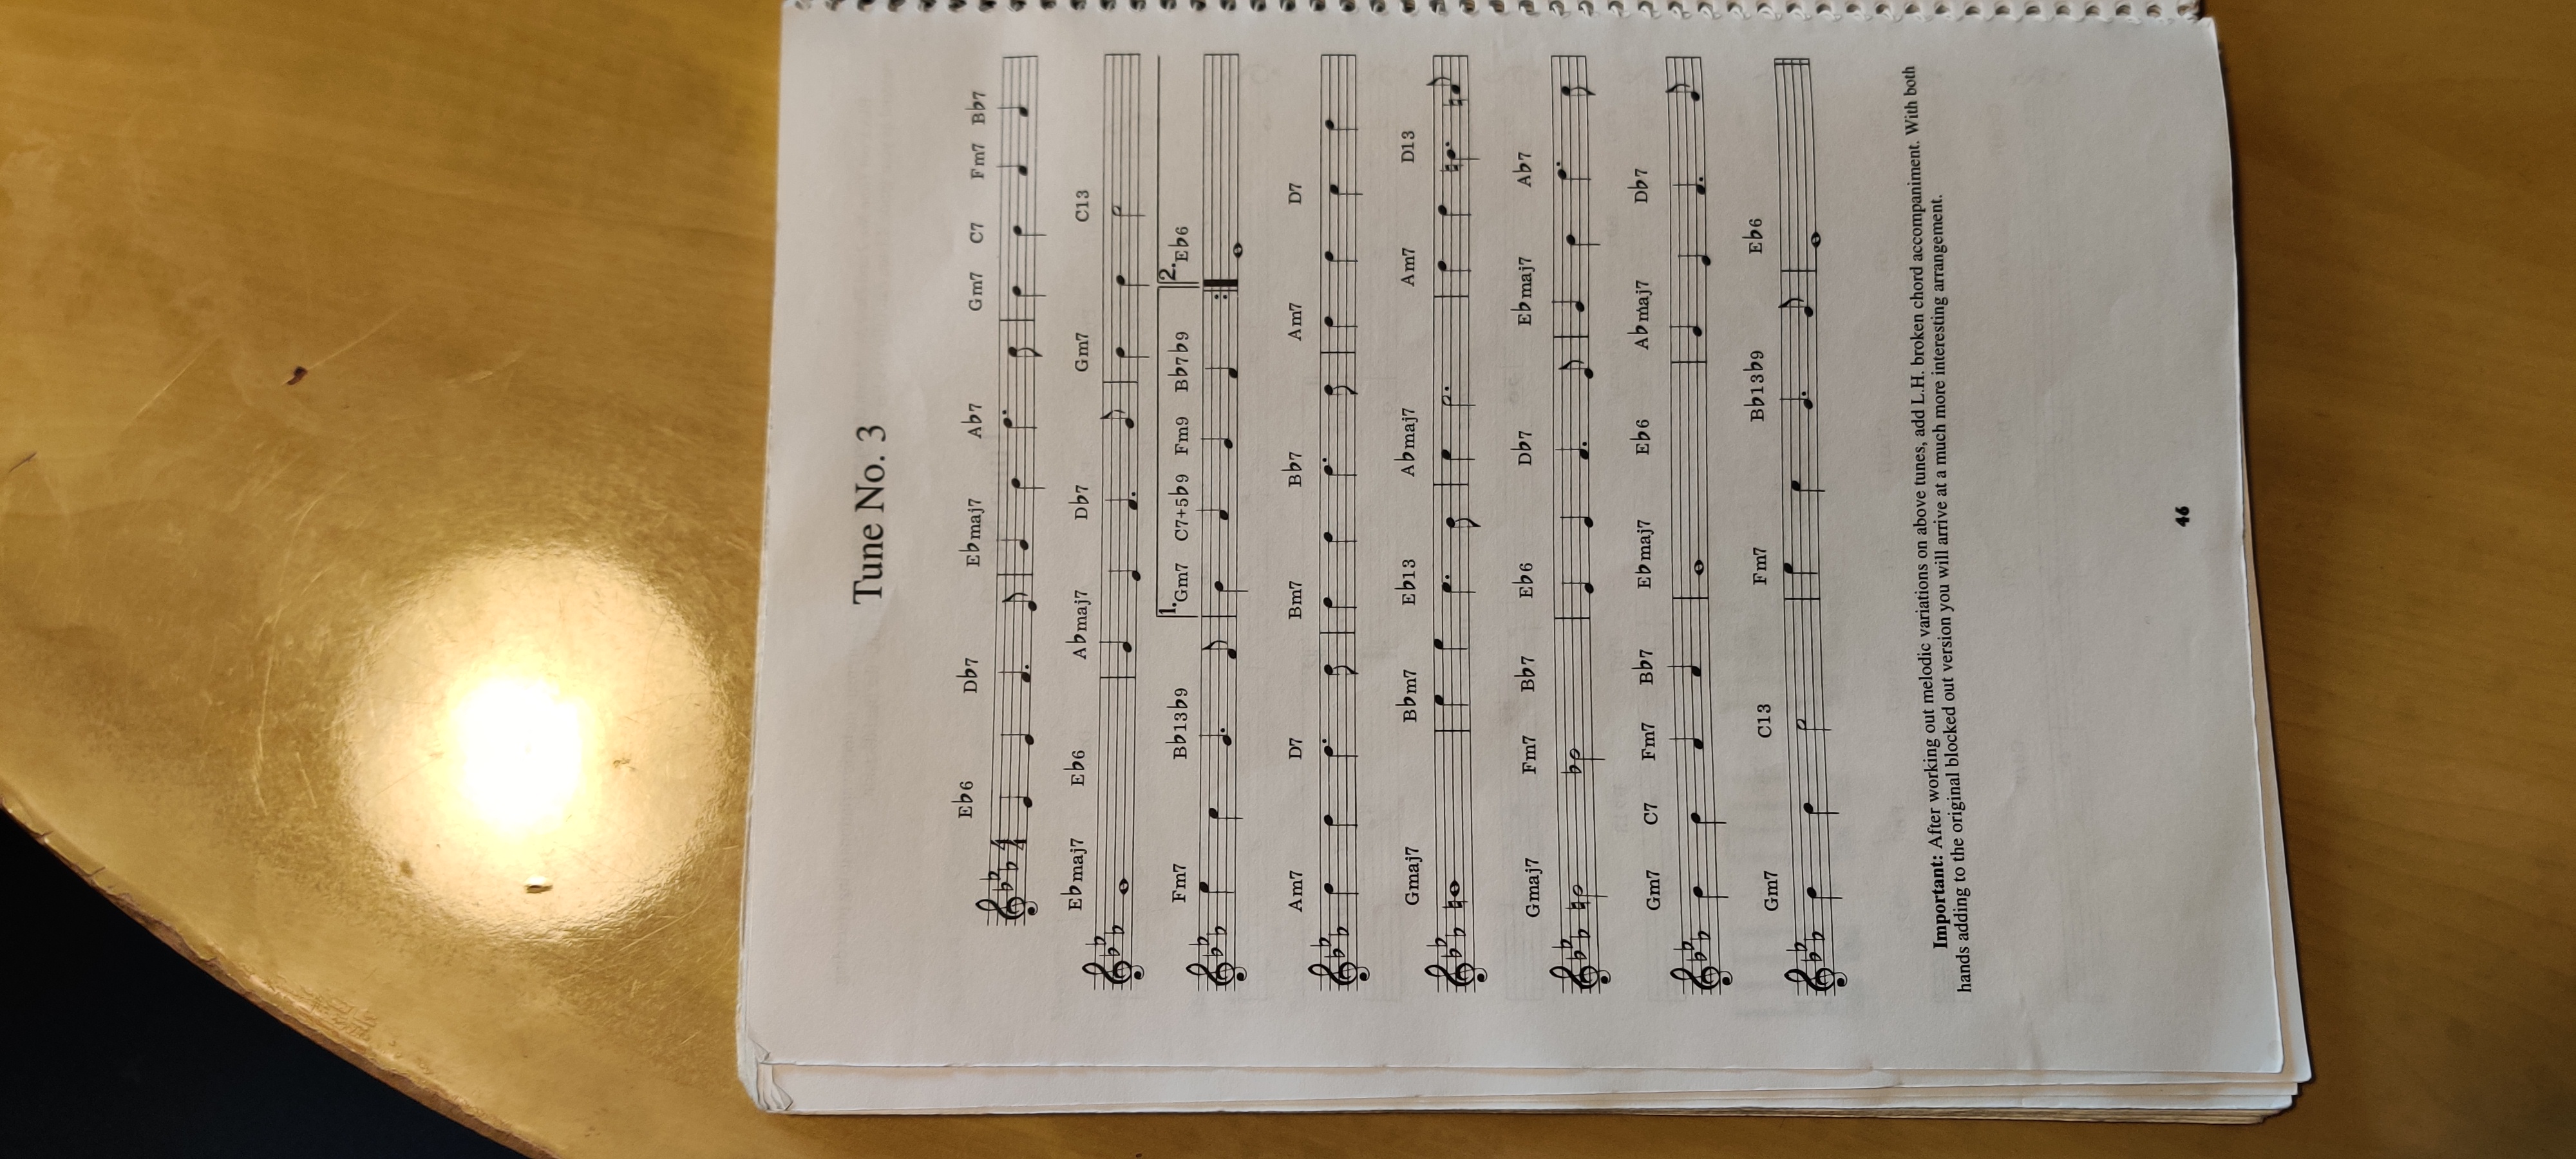 Tune No. 3
E♭6 D♭7 E♭maj7 A♭7 Gm7 C7 Fm7 B♭7
4
4
E♭maj7 E♭6 A♭maj7 D♭7 Gm7 C13
1. 2.
Fm7 B♭13♭9 Gm7 C7+5♭9 Fm9 B♭7♭9 E♭6
Am7 D7 Bm7 B♭7 Am7 D7
Gmaj7 B♭m7 E♭13 A♭maj7 Am7 D13
Gmaj7 Fm7 B♭7 E♭6 D♭7 E♭maj7 A♭7
Gm7 C7 Fm7 B♭7 E♭maj7 E♭6 A♭maj7 D♭7
Gm7 C13 Fm7 B♭13♭9 E♭6
Important: After working out melodic variations on above tunes, add L.H. broken chord accompaniment. With both
hands adding to the original blocked out version you will arrive at a much more interesting arrangement.
46